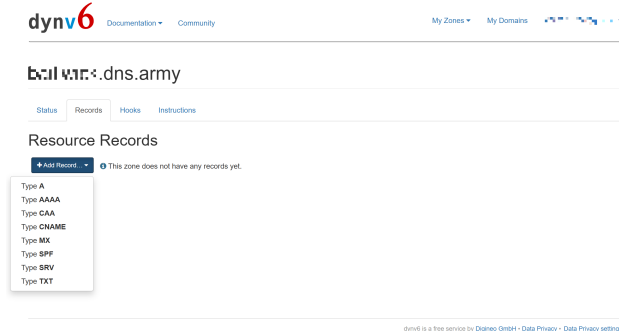 dynv6 Documentation Community My Zones My Domains
.dns.army
Status Records Hooks Instructions
Resource Records
+ Add Record... This zone does not have any records yet.
Type A
Type AAAA
Type CAA
Type CNAME
Type MX
Type SPF
Type SRV
Type TXT
dynv6 is a free service by Digineo GmbH · Data Privacy · Data Privacy setting